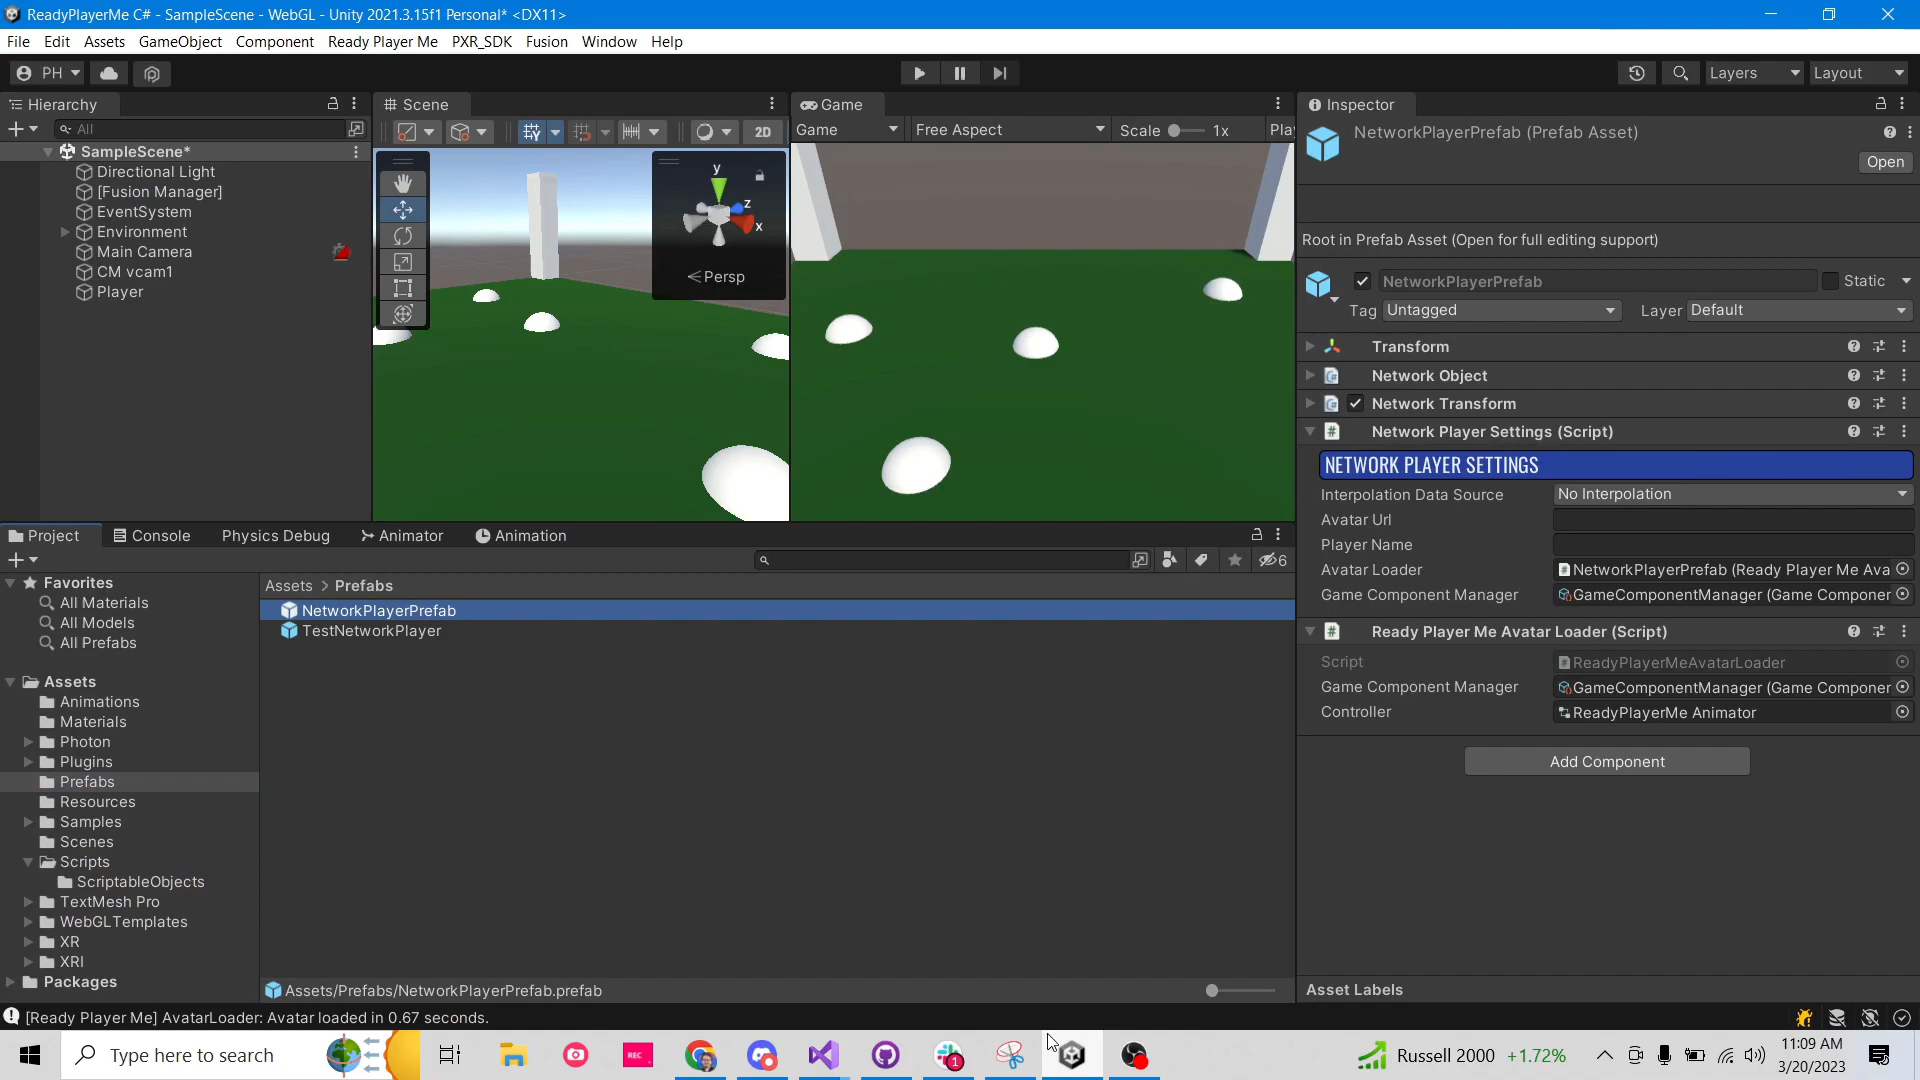 ReadyPlayerMe C# - SampleScene - WebGL - Unity 2021.3.15f1 Personal* <DX11>
File Edit Assets GameObject Component Ready Player Me PXR_SDK Fusion Window Help
PH Layers Layout
Hierarchy
All
SampleScene*
Directional Light
[Fusion Manager]
EventSystem
Environment
Main Camera
CM vcam1
Player
Scene
2D
y
z
x
Persp
Game
Game Free Aspect Scale 1x Play
Inspector
NetworkPlayerPrefab (Prefab Asset)
Open
Root in Prefab Asset (Open for full editing support)
NetworkPlayerPrefab Static
Tag Untagged Layer Default
Transform
Network Object
Network Transform
Network Player Settings (Script)
NETWORK PLAYER SETTINGS
Interpolation Data Source No Interpolation
Avatar Url
Player Name
Avatar Loader NetworkPlayerPrefab (Ready Player Me Ava
Game Component Manager GameComponentManager (Game Componer
Ready Player Me Avatar Loader (Script)
Script ReadyPlayerMeAvatarLoader
Game Component Manager GameComponentManager (Game Componer
Controller ReadyPlayerMe Animator
Add Component
Asset Labels
Project Console Physics Debug Animator Animation
6
Favorites
All Materials
All Models
All Prefabs
Assets
Animations
Materials
Photon
Plugins
Prefabs
Resources
Samples
Scenes
Scripts
ScriptableObjects
TextMesh Pro
WebGLTemplates
XR
XRI
Packages
Assets > Prefabs
NetworkPlayerPrefab
TestNetworkPlayer
Assets/Prefabs/NetworkPlayerPrefab.prefab
[Ready Player Me] AvatarLoader: Avatar loaded in 0.67 seconds.
Type here to search
REC
1
Russell 2000 +1.72%
11:09 AM
3/20/2023